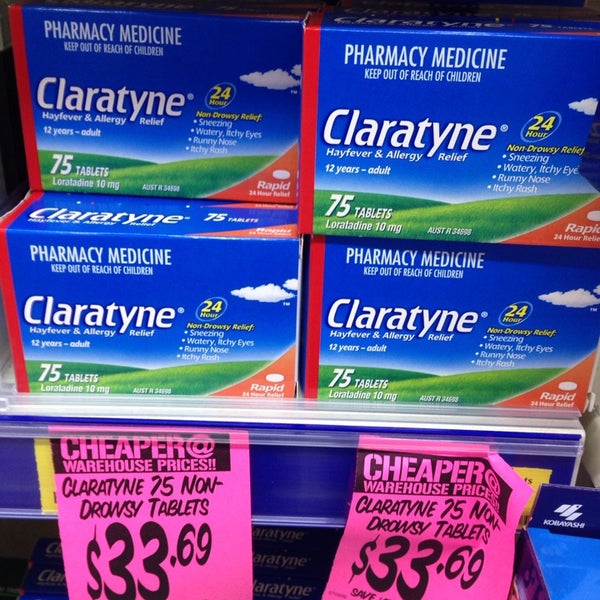 PHARMACY MEDICINE
KEEP OUT OF REACH OF CHILDREN
Claratyne®
Hayfever & Allergy Relief
12 years – adult
24
Hour
Non-Drowsy Relief:
• Sneezing
• Watery, Itchy Eyes
• Runny Nose
• Itchy Rash
75 TABLETS
Loratadine 10 mg
AUST R 34698
Rapid
24 Hour Relief
PHARMACY MEDICINE
KEEP OUT OF REACH OF CHILDREN
Claratyne®
Hayfever & Allergy Relief
12 years – adult
24
Hour
Non-Drowsy Relief
• Sneezing
• Watery, Itchy Eye
• Runny Nose
• Itchy Rash
75 TABLETS
Loratadine 10 mg
AUST R 34698
Rapid
24 Hour Relie
Claratyne® 75 TABLETS
PHARMACY MEDICINE
KEEP OUT OF REACH OF CHILDREN
Claratyne®
Hayfever & Allergy Relief
12 years – adult
24
Hour
™
Non-Drowsy Relief:
• Sneezing
• Watery, Itchy Eyes
• Runny Nose
• Itchy Rash
75 TABLETS
Loratadine 10 mg
AUST R 34698
Rapid
24 Hour Relief
PHARMACY MEDICINE
KEEP OUT OF REACH OF CHILDREN
Claratyne®
Hayfever & Allergy Relief
12 years – adult
24
Hour
™
Non-Drowsy Relief:
• Sneezing
• Watery, Itchy Eyes
• Runny Nose
• Itchy Rash
75 TABLETS
Loratadine 10 mg
AUST R 34698
Rapid
24 Hour Relief
CHEAPER@
WAREHOUSE PRICES!!
CLARATYNE 75 NON-
DROWSY TABLETS
$33.69
CHEAPER@
WAREHOUSE PRICES
CLARATYNE 75 NON
DROWSY TABLETS
$33.69
SAVE
KOBAYASHI
aratyne
aratyne